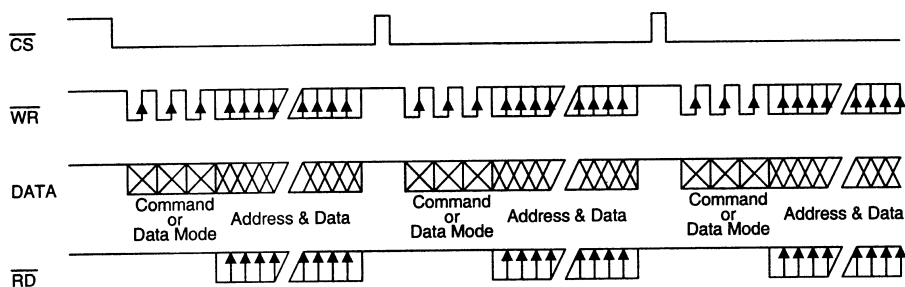 CS
WR
DATA
Command
or
Data Mode
Address & Data
Command
or
Data Mode
Address & Data
Command
or
Data Mode
Address & Data
RD